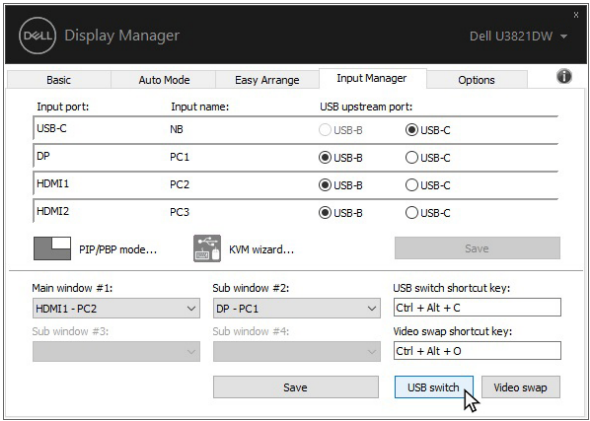 DELL Display Manager Dell U3821DW
x
Basic Auto Mode Easy Arrange Input Manager Options i
Input port: Input name: USB upstream port:
USB-C NB USB-B USB-C
DP PC1 USB-B USB-C
HDMI1 PC2 USB-B USB-C
HDMI2 PC3 USB-B USB-C
PIP/PBP mode... KVM wizard... Save
Main window #1: Sub window #2: USB switch shortcut key:
HDMI1 - PC2 DP - PC1 Ctrl + Alt + C
Sub window #3: Sub window #4: Video swap shortcut key:
Ctrl + Alt + O
Save USB switch Video swap